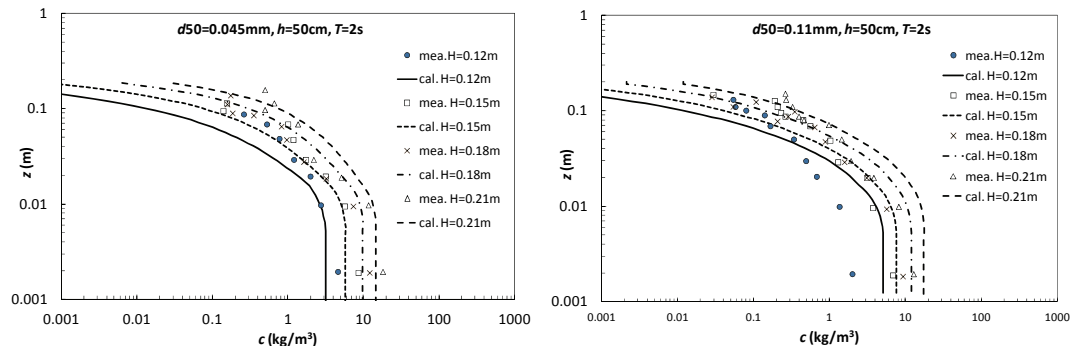 d50=0.045mm, h=50cm, T=2s
1
0.1
0.01
0.001
z (m)
0.001 0.01 0.1 1 10 100 1000
c (kg/m³)
mea.H=0.12m
cal. H=0.12m
mea. H=0.15m
cal. H=0.15m
mea. H=0.18m
cal. H=0.18m
mea. H=0.21m
cal. H=0.21m
d50=0.11mm, h=50cm, T=2s
1
0.1
0.01
0.001
z (m)
0.001 0.01 0.1 1 10 100 1000
c (kg/m³)
mea.H=0.12m
cal. H=0.12m
mea. H=0.15m
cal. H=0.15m
mea. H=0.18m
cal. H=0.18m
mea. H=0.21m
cal. H=0.21m